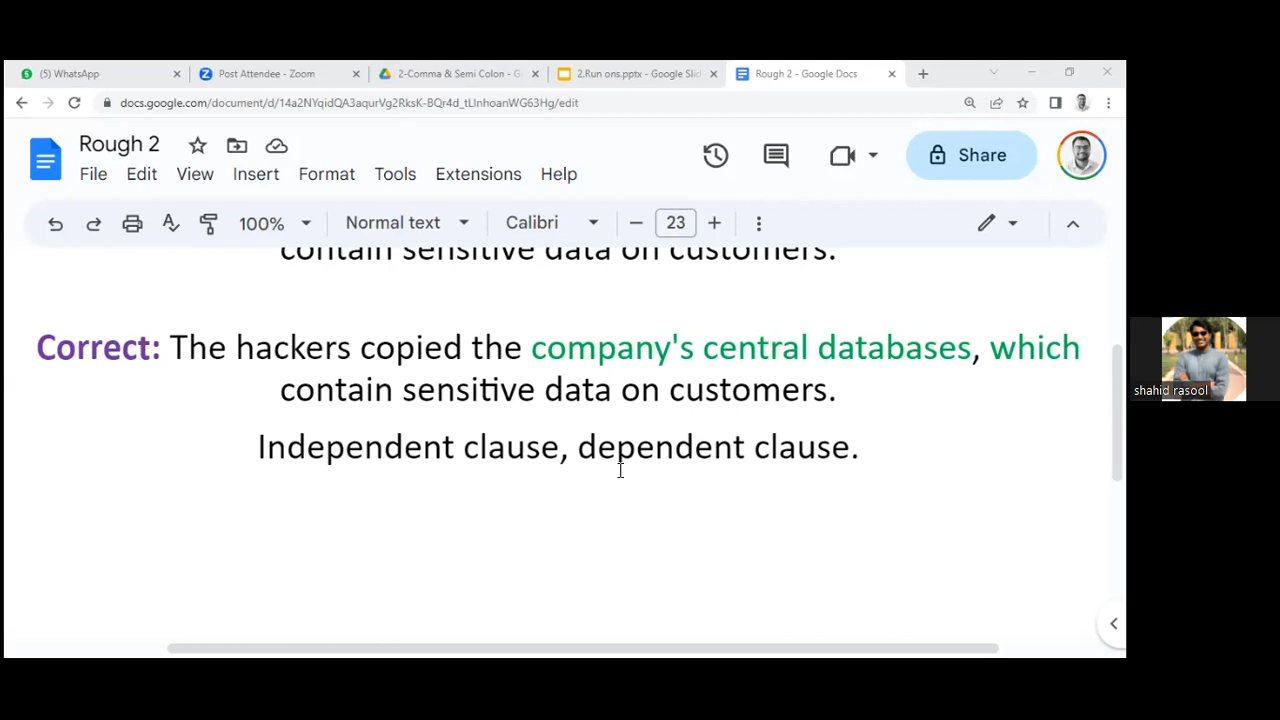 (5) WhatsApp
Post Attendee - Zoom
2-Comma & Semi Colon - G
2.Run ons.pptx - Google Slid
Rough 2 - Google Docs
docs.google.com/document/d/14a2NYqidQA3aqurVg2RksK-BQr4d_tLInhoanWG63Hg/edit
Rough 2
Share
File Edit View Insert Format Tools Extensions Help
100% Normal text Calibri 23
contain sensitive data on customers.
Correct: The hackers copied the company's central databases, which
contain sensitive data on customers.
Independent clause, dependent clause.
shahid rasool